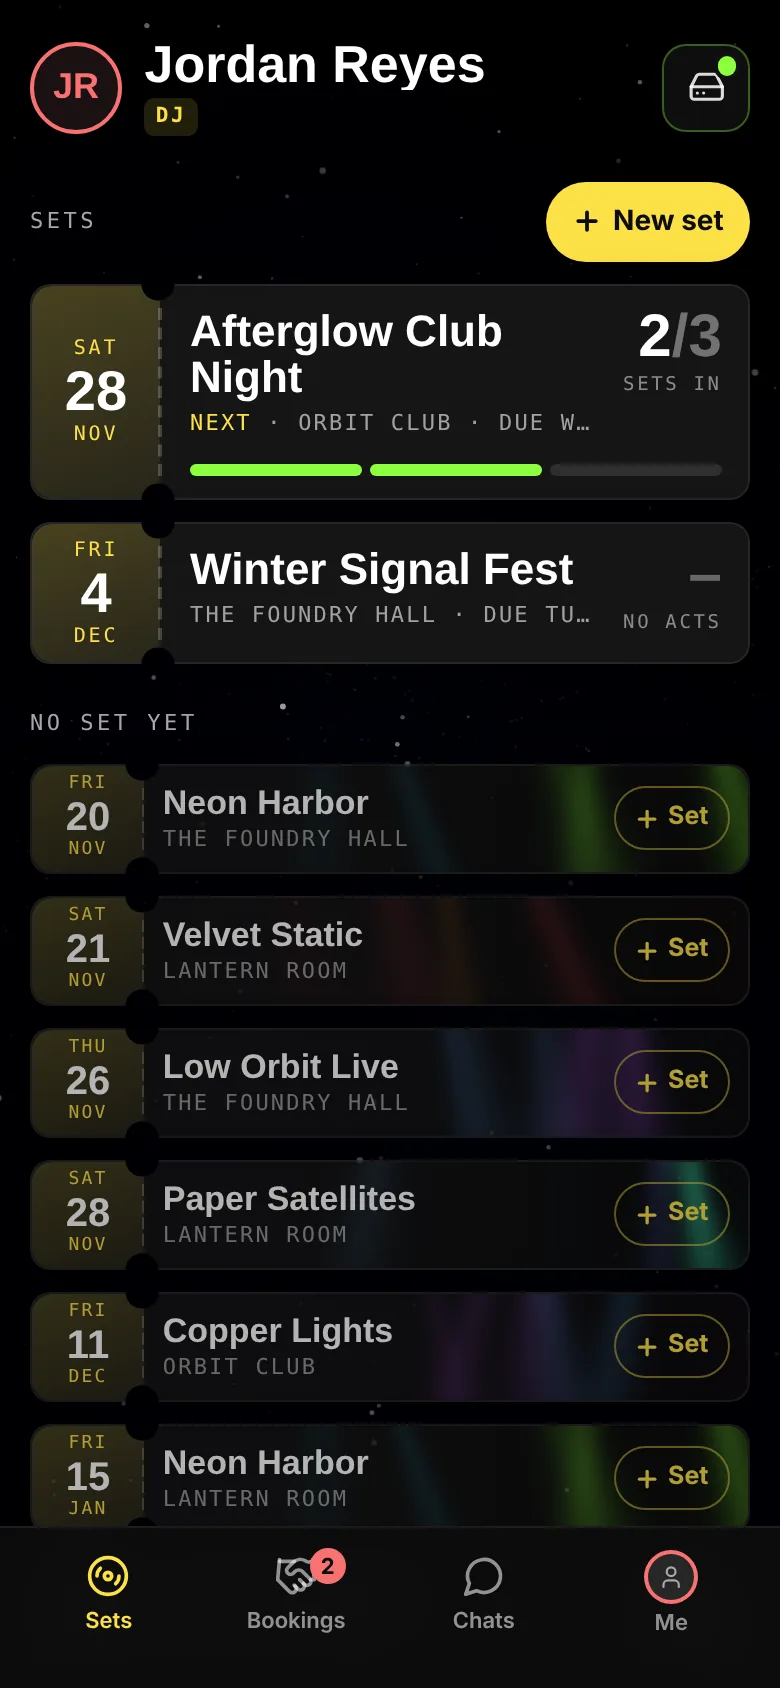 JR
Jordan Reyes
DJ
SETS
+ New set
SAT
28
NOV
Afterglow Club
Night
NEXT · ORBIT CLUB · DUE W…
2/3
SETS IN
FRI
4
DEC
Winter Signal Fest
THE FOUNDRY HALL · DUE TU…
–
NO ACTS
NO SET YET
FRI
20
NOV
Neon Harbor
THE FOUNDRY HALL
+ Set
SAT
21
NOV
Velvet Static
LANTERN ROOM
+ Set
THU
26
NOV
Low Orbit Live
THE FOUNDRY HALL
+ Set
SAT
28
NOV
Paper Satellites
LANTERN ROOM
+ Set
FRI
11
DEC
Copper Lights
ORBIT CLUB
+ Set
FRI
15
JAN
Neon Harbor
LANTERN ROOM
+ Set
Sets
2
Bookings
Chats
Me